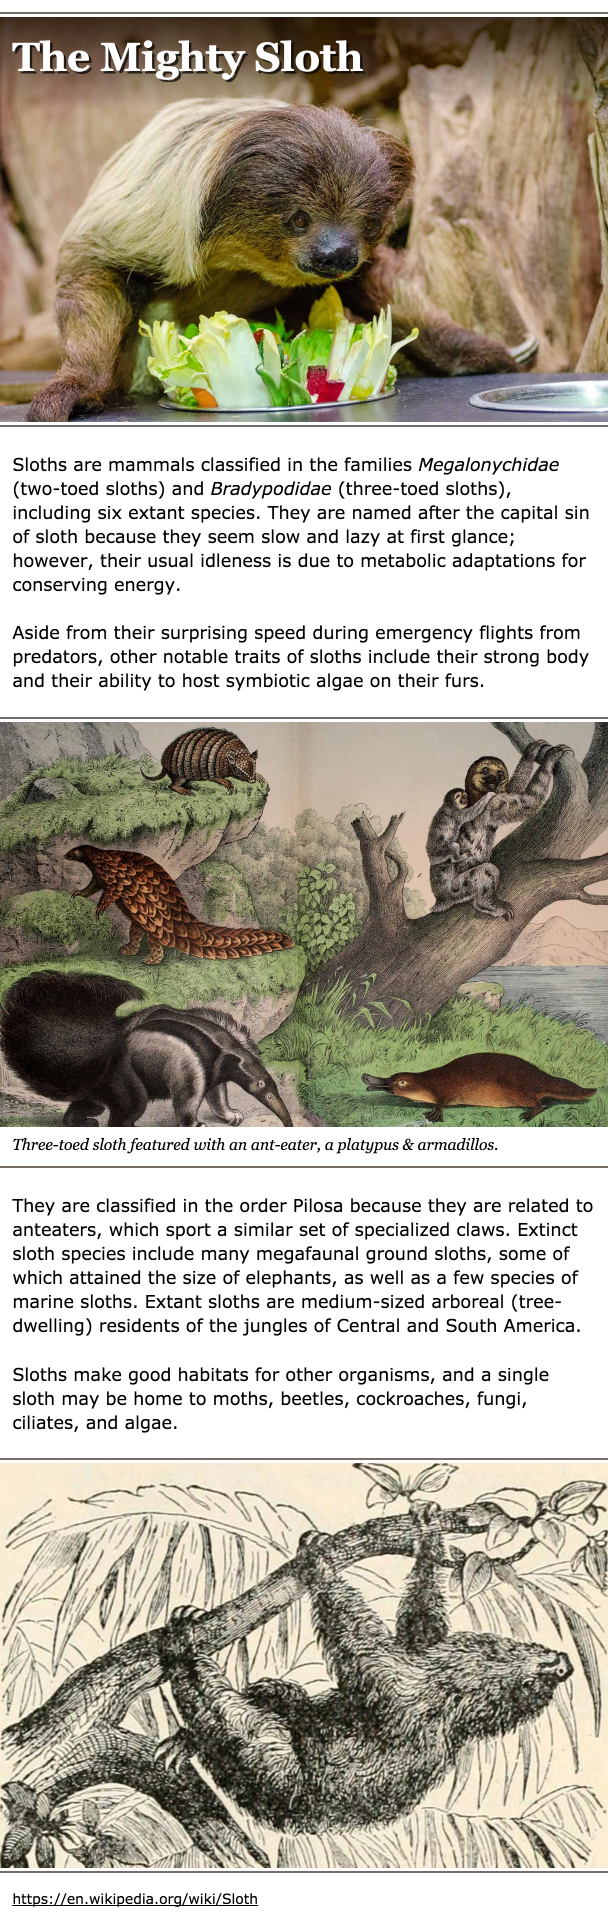 The Mighty Sloth
Sloths are mammals classified in the families Megalonychidae
(two-toed sloths) and Bradypodidae (three-toed sloths),
including six extant species. They are named after the capital sin
of sloth because they seem slow and lazy at first glance;
however, their usual idleness is due to metabolic adaptations for
conserving energy.
Aside from their surprising speed during emergency flights from
predators, other notable traits of sloths include their strong body
and their ability to host symbiotic algae on their furs.
Three-toed sloth featured with an ant-eater, a platypus & armadillos.
They are classified in the order Pilosa because they are related to
anteaters, which sport a similar set of specialized claws. Extinct
sloth species include many megafaunal ground sloths, some of
which attained the size of elephants, as well as a few species of
marine sloths. Extant sloths are medium-sized arboreal (tree-
dwelling) residents of the jungles of Central and South America.
Sloths make good habitats for other organisms, and a single
sloth may be home to moths, beetles, cockroaches, fungi,
ciliates, and algae.
https://en.wikipedia.org/wiki/Sloth